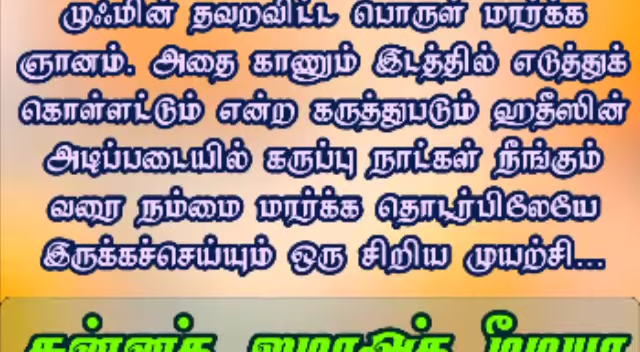 முஃமின் தவறவிட்ட பொருள் மார்க்க
ஞானம். அதை காணும் இடத்தில் எடுத்துக்
கொள்ளட்டும் என்ற கருத்துபடும் ஹதீஸின்
அடிப்படையில் கருப்பு நாட்கள் நீங்கும்
வரை நம்மை மார்க்க தொடர்பிலேயே
இருக்கச்செய்யும் ஒரு சிறிய முயற்சி...